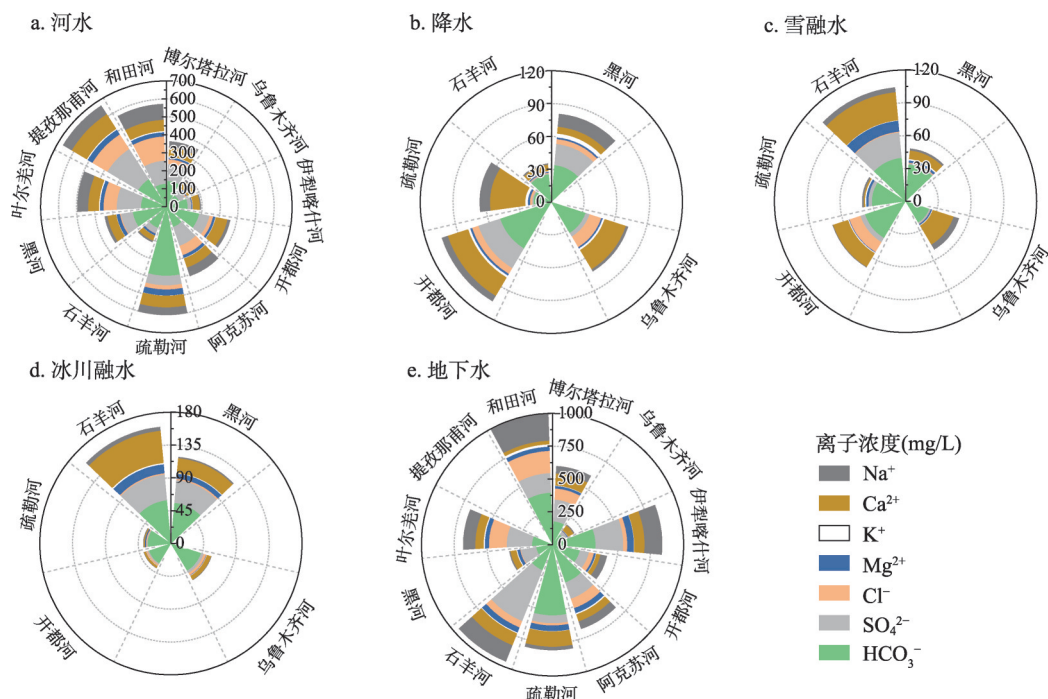 a. 河水
b. 降水
c. 雪融水
和田河
博尔塔拉河
乌鲁木齐河
伊犁喀什河
开都河
阿克苏河
疏勒河
石羊河
黑河
叶尔羌河
提孜那甫河
700
600
500
400
300
200
100
0
石羊河
黑河
乌鲁木齐河
开都河
疏勒河
120
90
60
30
0
石羊河
黑河
乌鲁木齐河
开都河
疏勒河
120
90
60
30
0
d. 冰川融水
e. 地下水
石羊河
黑河
乌鲁木齐河
开都河
疏勒河
180
135
90
45
0
和田河
博尔塔拉河
乌鲁木齐河
伊犁喀什河
开都河
阿克苏河
疏勒河
石羊河
黑河
叶尔羌河
提孜那甫河
1000
750
500
250
0
离子浓度(mg/L)
Na⁺
Ca²⁺
K⁺
Mg²⁺
Cl⁻
SO₄²⁻
HCO₃⁻